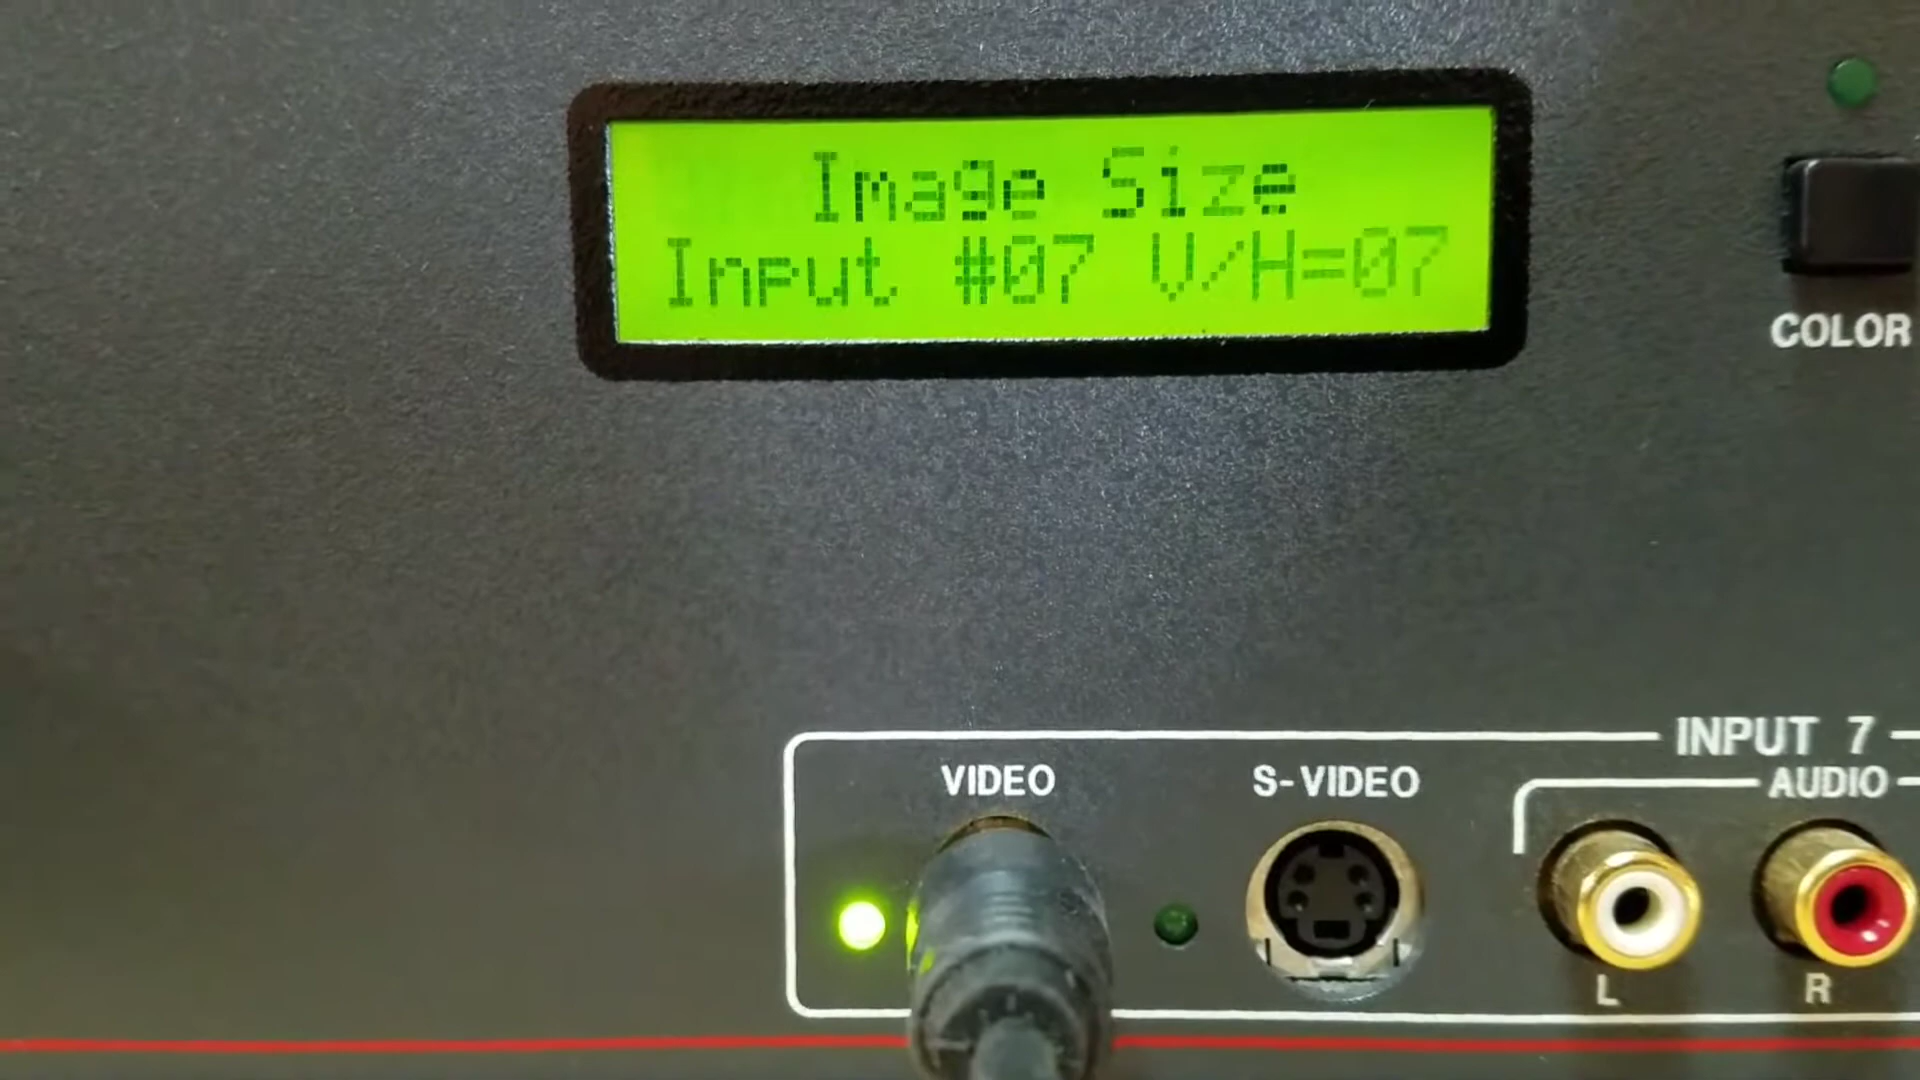 Image Size
Input #07 V/H=07
COLOR
INPUT 7
VIDEO
S-VIDEO
AUDIO
L
R